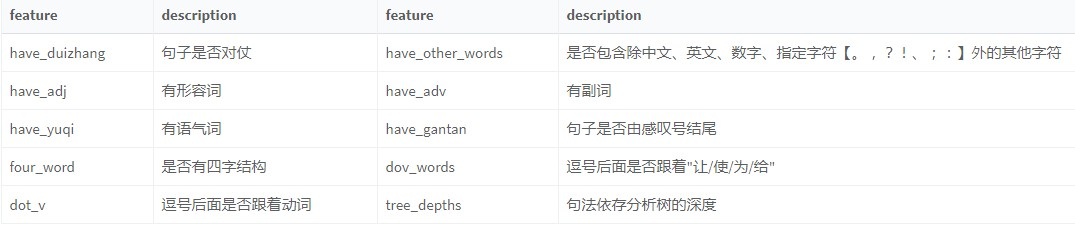 feature description feature description
have_duizhang 句子是否对仗 have_other_words 是否包含除中文、英文、数字、指定字符【。，？！、；：】外的其他字符
have_adj 有形容词 have_adv 有副词
have_yuqi 有语气词 have_gantan 句子是否由感叹号结尾
four_word 是否有四字结构 dov_words 逗号后面是否跟着"让/使/为/给"
dot_v 逗号后面是否跟着动词 tree_depths 句法依存分析树的深度